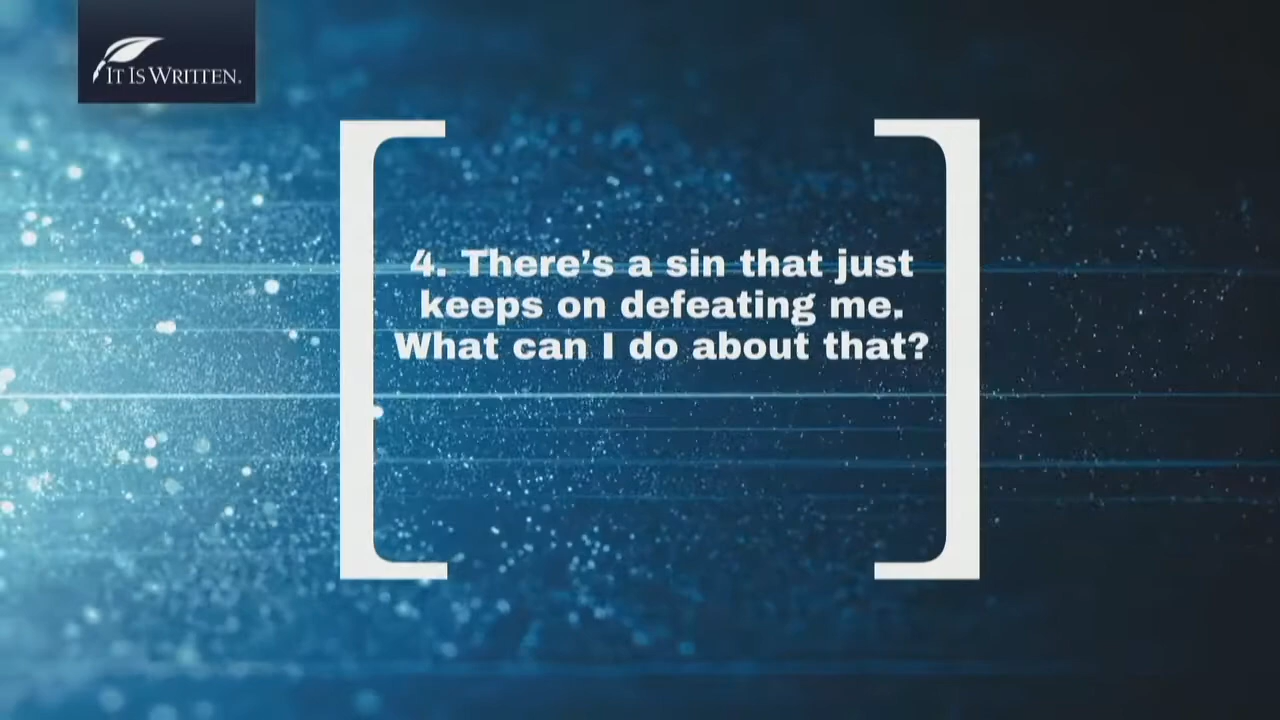 IT IS WRITTEN.
4. There's a sin that just
keeps on defeating me.
What can I do about that?